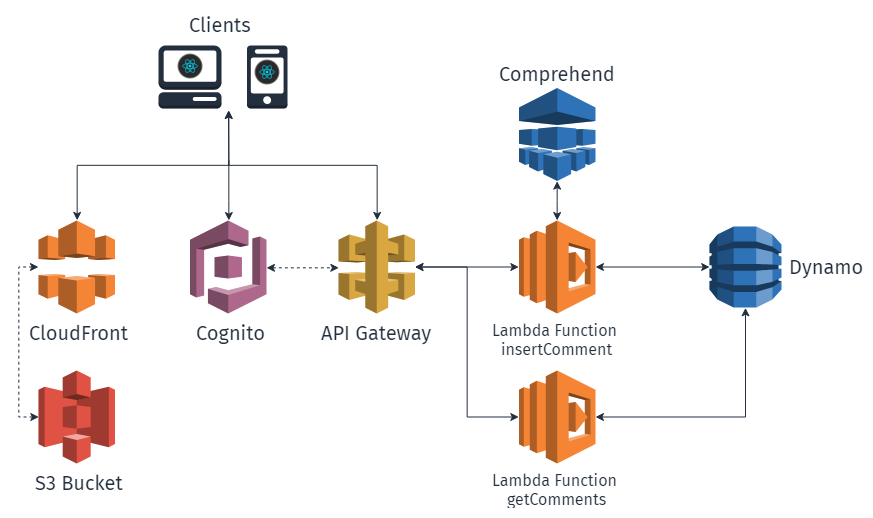 Clients
Comprehend
Dynamo
CloudFront
Cognito
API Gateway
Lambda Function
insertComment
S3 Bucket
Lambda Function
getComments